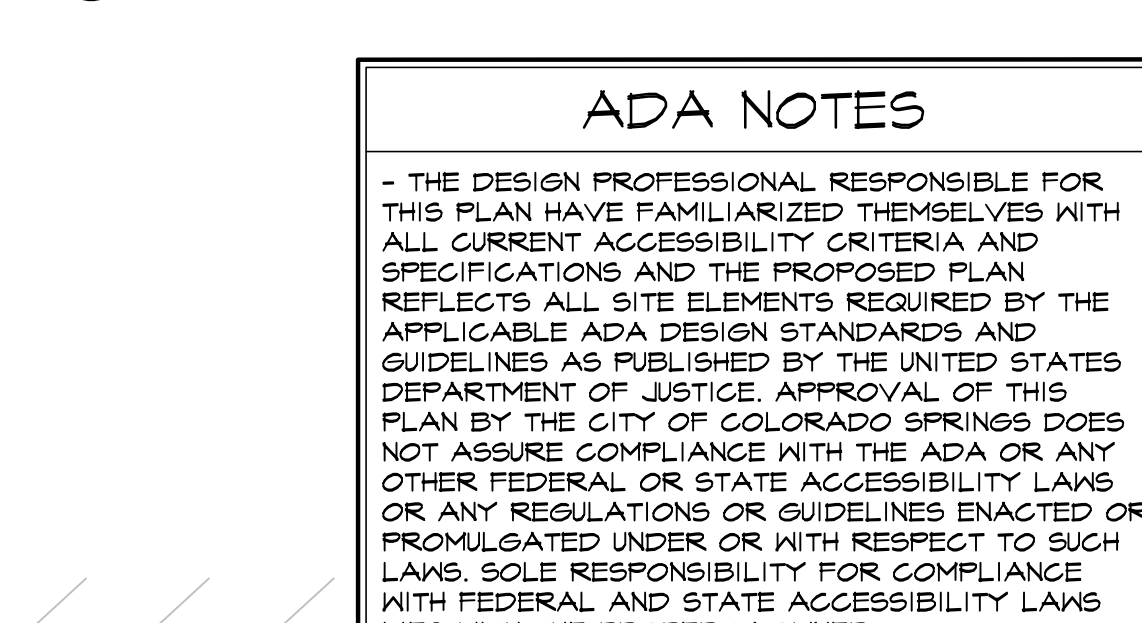 ADA NOTES
- THE DESIGN PROFESSIONAL RESPONSIBLE FOR
THIS PLAN HAVE FAMILIARIZED THEMSELVES WITH
ALL CURRENT ACCESSIBILITY CRITERIA AND
SPECIFICATIONS AND THE PROPOSED PLAN
REFLECTS ALL SITE ELEMENTS REQUIRED BY THE
APPLICABLE ADA DESIGN STANDARDS AND
GUIDELINES AS PUBLISHED BY THE UNITED STATES
DEPARTMENT OF JUSTICE. APPROVAL OF THIS
PLAN BY THE CITY OF COLORADO SPRINGS DOES
NOT ASSURE COMPLIANCE WITH THE ADA OR ANY
OTHER FEDERAL OR STATE ACCESSIBILITY LAWS
OR ANY REGULATIONS OR GUIDELINES ENACTED OR
PROMULGATED UNDER OR WITH RESPECT TO SUCH
LAWS. SOLE RESPONSIBILITY FOR COMPLIANCE
WITH FEDERAL AND STATE ACCESSIBILITY LAWS